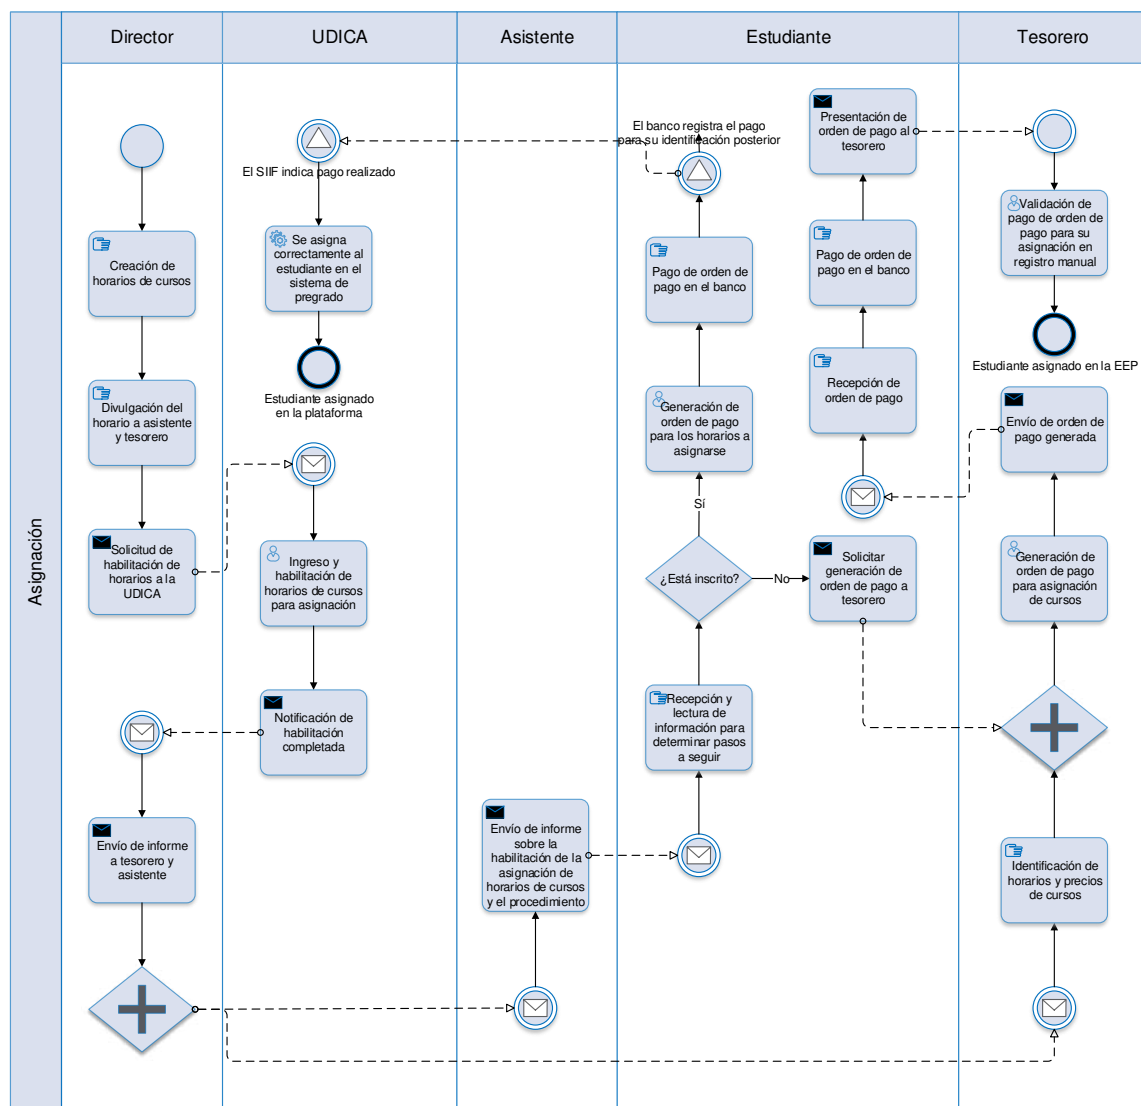 Asignación
Director
UDICA
Asistente
Estudiante
Tesorero
Creación de
horarios de cursos
Divulgación del
horario a asistente
y tesorero
Solicitud de
habilitación de
horarios a la
UDICA
Envío de informe
a tesorero y
asistente
El SIIF indica pago realizado
Se asigna
correctamente al
estudiante en el
sistema de
pregrado
Estudiante asignado
en la plataforma
Ingreso y
habilitación de
horarios de cursos
para asignación
Notificación de
habilitación
completada
Envío de informe
sobre la
habilitación de la
asignación de
horarios de cursos
y el procedimiento
El banco registra el pago
para su identificación posterior
Pago de orden de
pago en el banco
Generación de
orden de pago
para los horarios a
asignarse
Sí
¿Está inscrito?
No
Recepción y
lectura de
información para
determinar pasos
a seguir
Presentación de
orden de pago al
tesorero
Pago de orden de
pago en el banco
Recepción de
orden de pago
Solicitar
generación de
orden de pago a
tesorero
Validación de
pago de orden de
pago para su
asignación en
registro manual
Estudiante asignado en la EEP
Envío de orden de
pago generada
Generación de
orden de pago
para asignación
de cursos
Identificación de
horarios y precios
de cursos